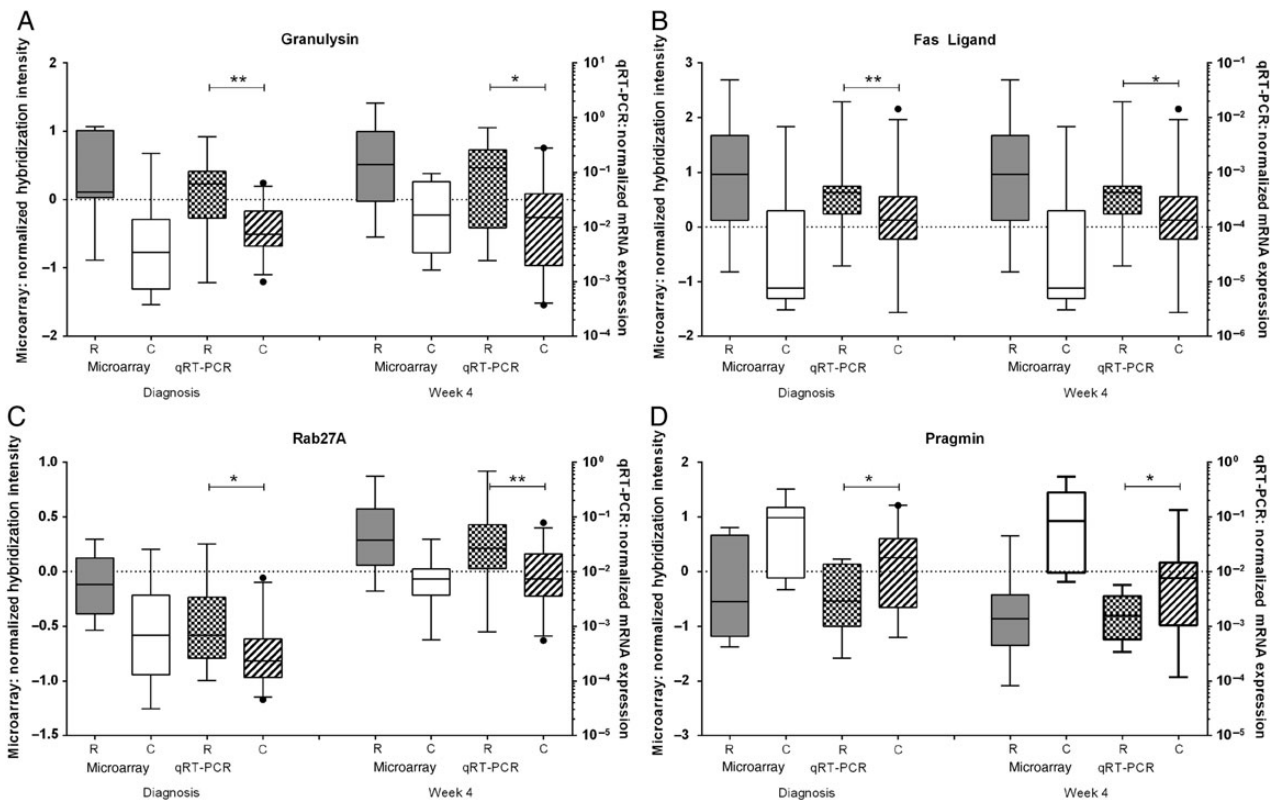 A
Granulysin
Microarray: normalized hybridization intensity
2
1
0
−1
−2
**
*
10¹
10⁰
10⁻¹
10⁻²
10⁻³
10⁻⁴
qRT-PCR: normalized mRNA expression
R C R C R C R C
Microarray qRT-PCR Microarray qRT-PCR
Diagnosis Week 4
B
Fas Ligand
Microarray: normalized hybridization intensity
3
2
1
0
−1
2
**
*
10⁻¹
10⁻²
10⁻³
10⁻⁴
10⁻⁵
10⁻⁶
qRT-PCR: normalized mRNA expression
R C R C R C R C
Microarray qRT-PCR Microarray qRT-PCR
Diagnosis Week 4
C
Rab27A
Microarray: normalized hybridization intensity
1.0
0.5
0.0
−0.5
−1.0
−1.5
*
**
10⁰
10⁻¹
10⁻²
10⁻³
10⁻⁴
10⁻⁵
qRT-PCR: normalized mRNA expression
R C R C R C R C
Microarray qRT-PCR Microarray qRT-PCR
Diagnosis Week 4
D
Pragmin
Microarray: normalized hybridization intensity
2
1
0
−1
−2
−3
*
*
10⁰
10⁻¹
10⁻²
10⁻³
10⁻⁴
10⁻⁵
qRT-PCR: normalized mRNA expression
R C R C R C R C
Microarray qRT-PCR Microarray qRT-PCR
Diagnosis Week 4